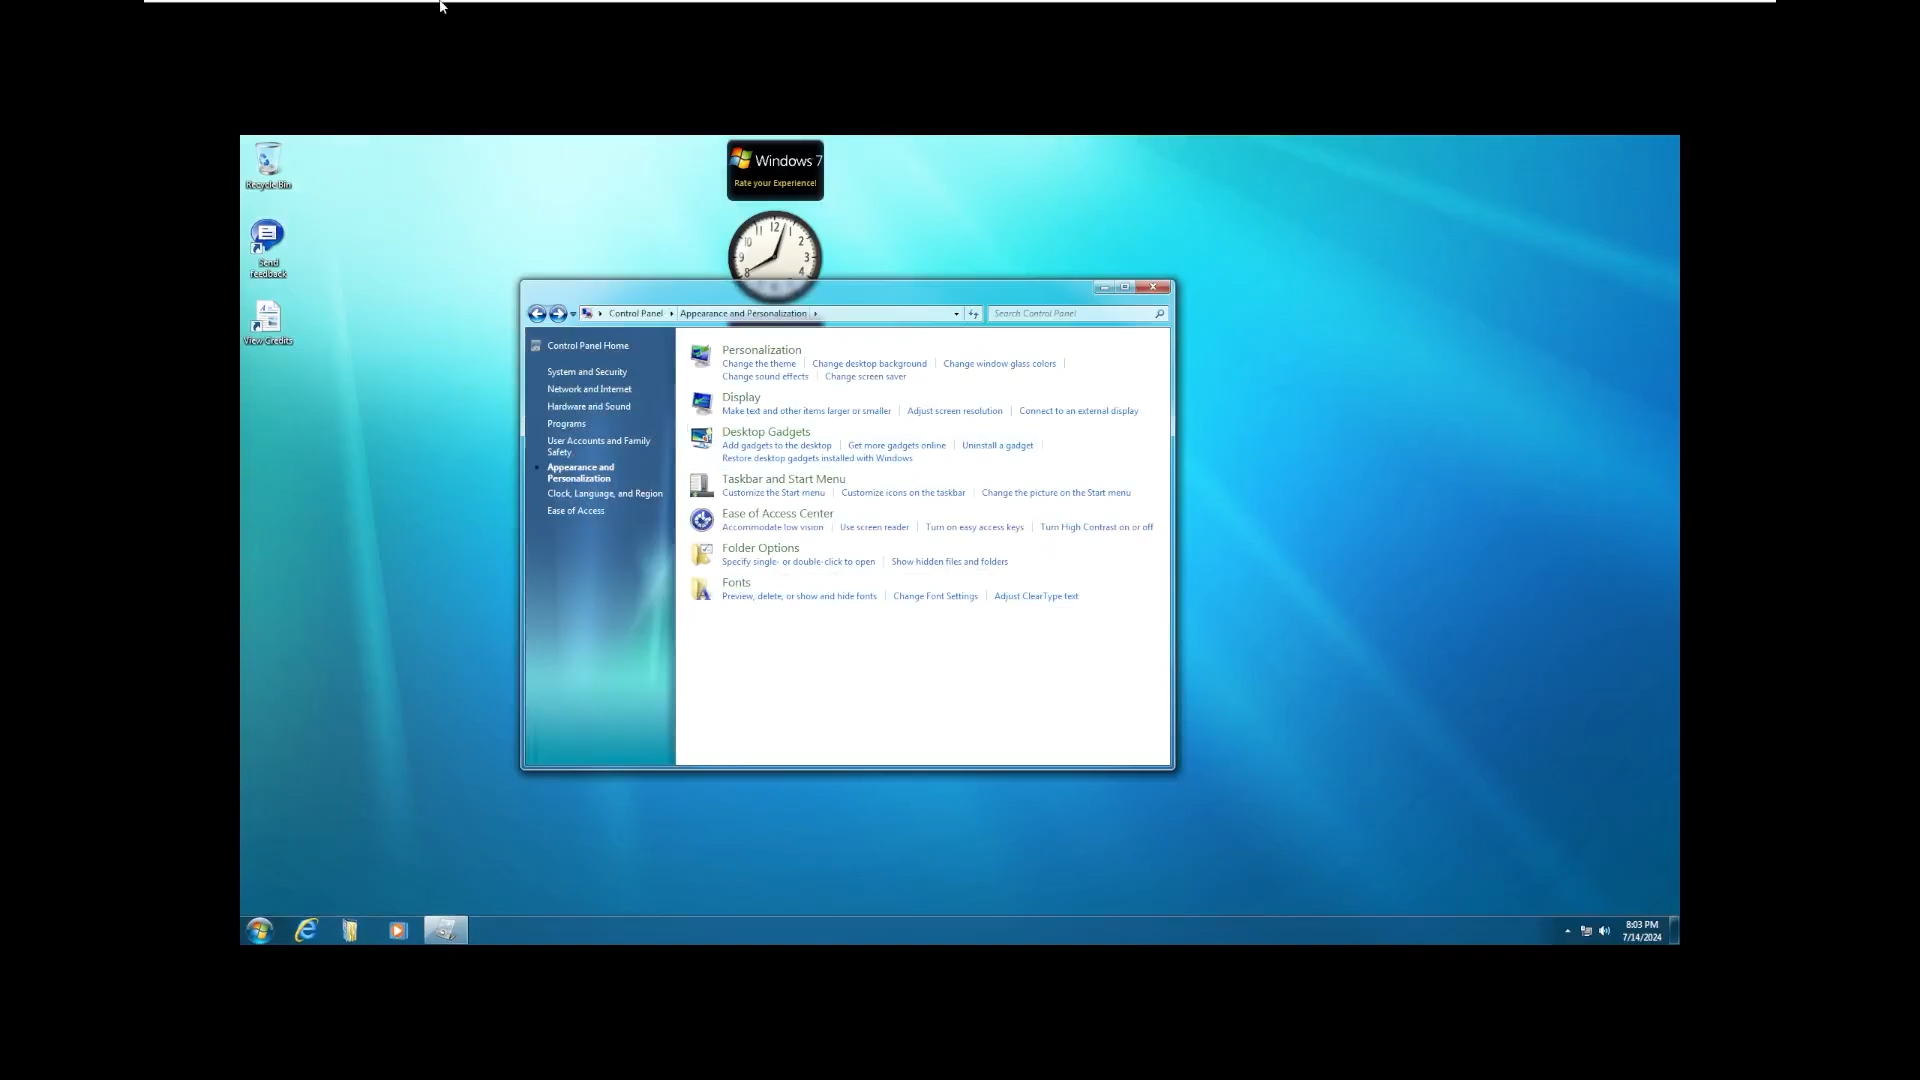 Recycle Bin
Send
feedback
View Credits
Windows 7
Rate your Experience!
12
11
1
10
2
9
3
8
4
Control Panel
Appearance and Personalization
Search Control Panel
Control Panel Home
System and Security
Network and Internet
Hardware and Sound
Programs
User Accounts and Family
Safety
Appearance and
Personalization
Clock, Language, and Region
Ease of Access
Personalization
Change the theme
Change desktop background
Change window glass colors
Change sound effects
Change screen saver
Display
Make text and other items larger or smaller
Adjust screen resolution
Connect to an external display
Desktop Gadgets
Add gadgets to the desktop
Get more gadgets online
Uninstall a gadget
Restore desktop gadgets installed with Windows
Taskbar and Start Menu
Customize the Start menu
Customize icons on the taskbar
Change the picture on the Start menu
Ease of Access Center
Accommodate low vision
Use screen reader
Turn on easy access keys
Turn High Contrast on or off
Folder Options
Specify single- or double-click to open
Show hidden files and folders
Fonts
Preview, delete, or show and hide fonts
Change Font Settings
Adjust ClearType text
8:03 PM
7/14/2024